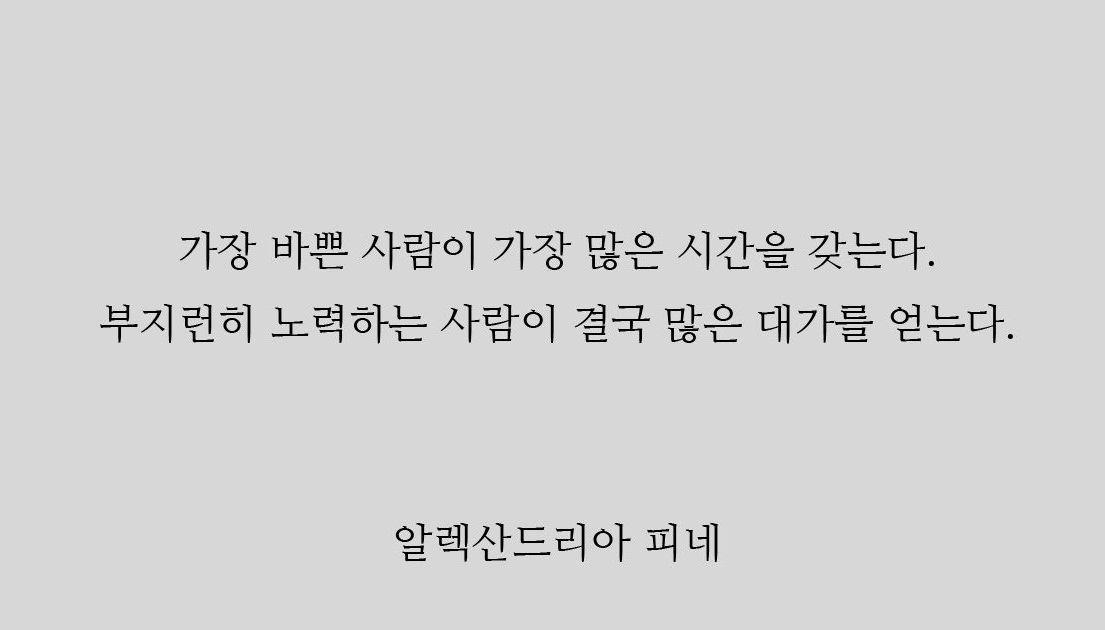 가장 바쁜 사람이 가장 많은 시간을 갖는다.
부지런히 노력하는 사람이 결국 많은 대가를 얻는다.
알렉산드리아 피네